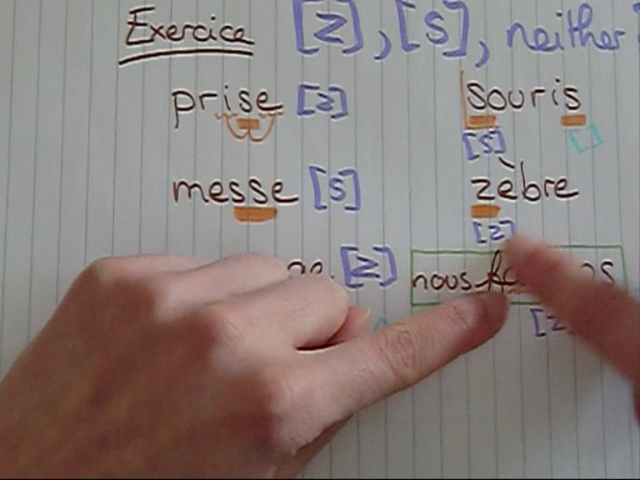 Exercice [z], [s], neither?
prise [z] souris
[s] [ ]
messe [s] zèbre
[z]
[z] nous